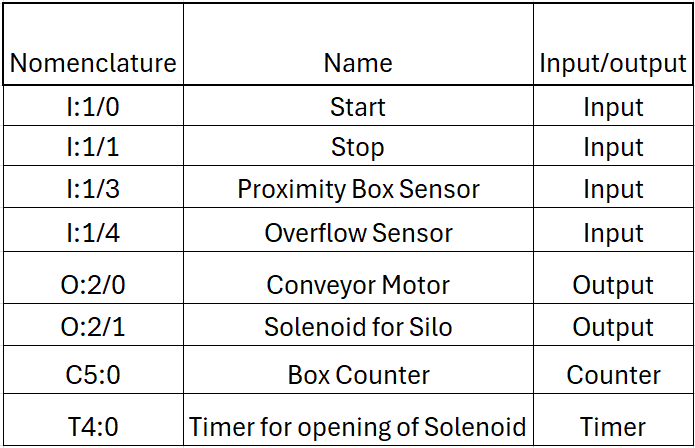 Nomenclature Name Input/output
I:1/0 Start Input
I:1/1 Stop Input
I:1/3 Proximity Box Sensor Input
I:1/4 Overflow Sensor Input
O:2/0 Conveyor Motor Output
O:2/1 Solenoid for Silo Output
C5:0 Box Counter Counter
T4:0 Timer for opening of Solenoid Timer